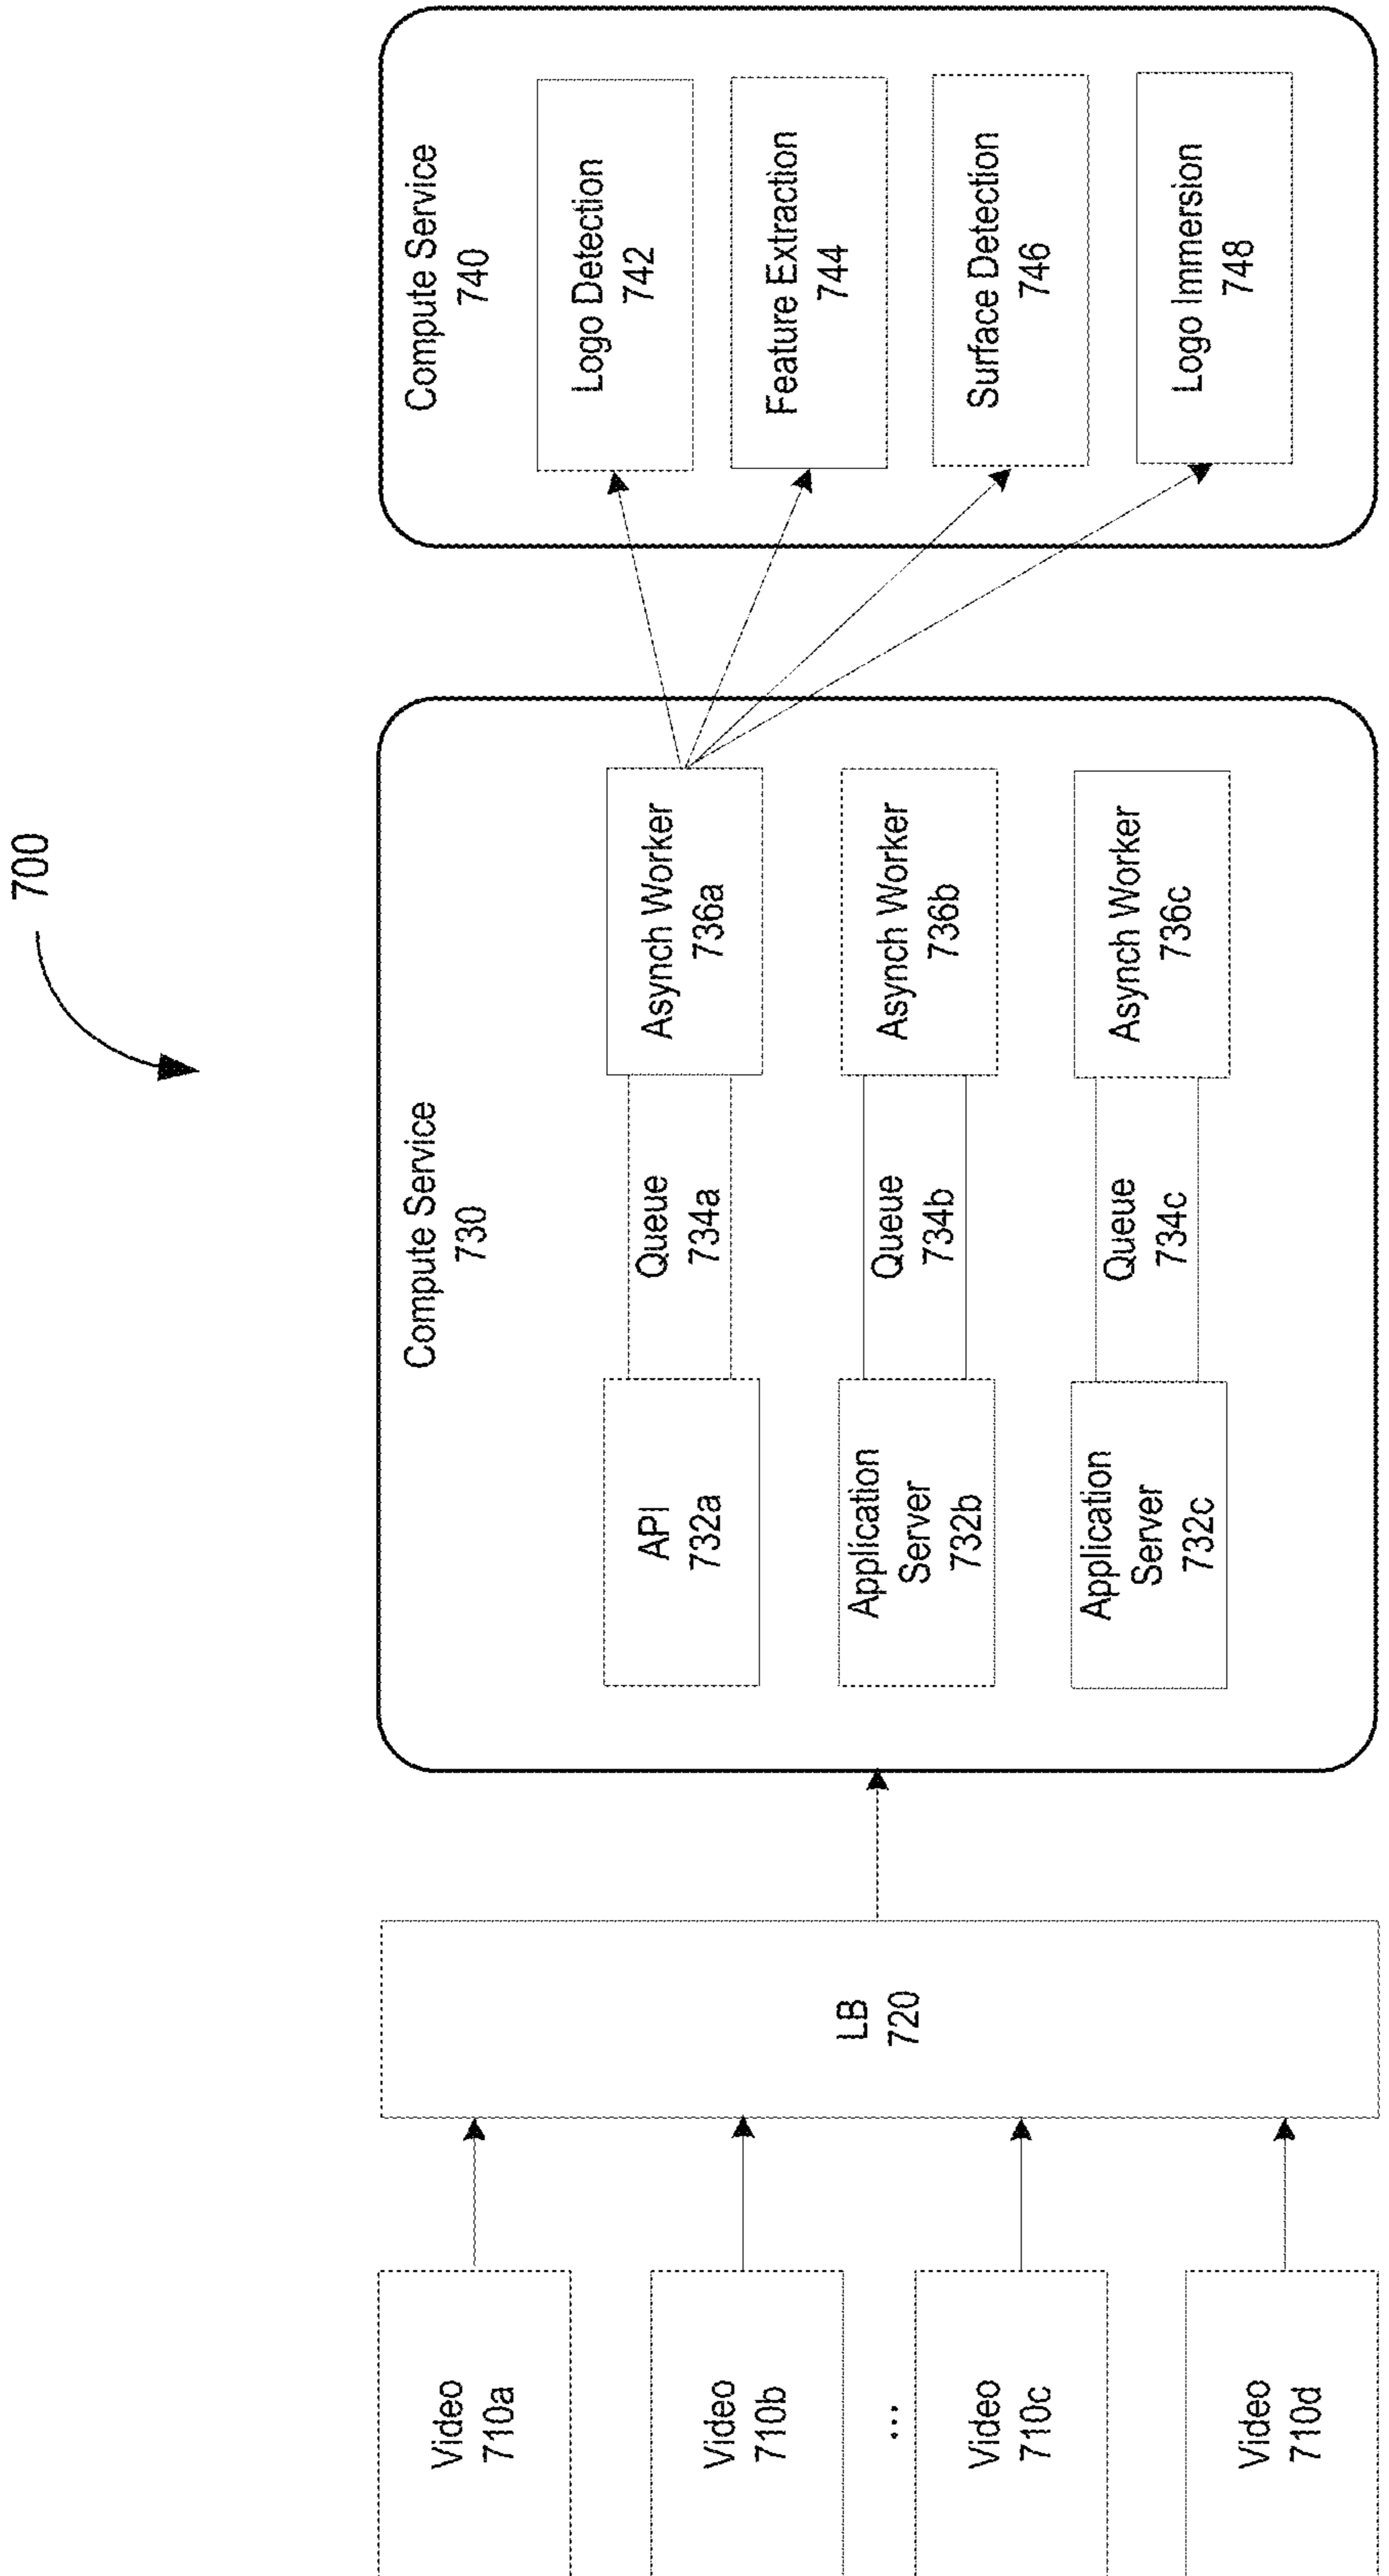 700
Video
710a
Video
710b
...
Video
710c
Video
710d
LB
720
Compute Service
730
API
732a
Queue
734a
Asynch Worker
736a
Application
Server
732b
Queue
734b
Asynch Worker
736b
Application
Server
732c
Queue
734c
Asynch Worker
736c
Compute Service
740
Logo Detection
742
Feature Extraction
744
Surface Detection
746
Logo Immersion
748